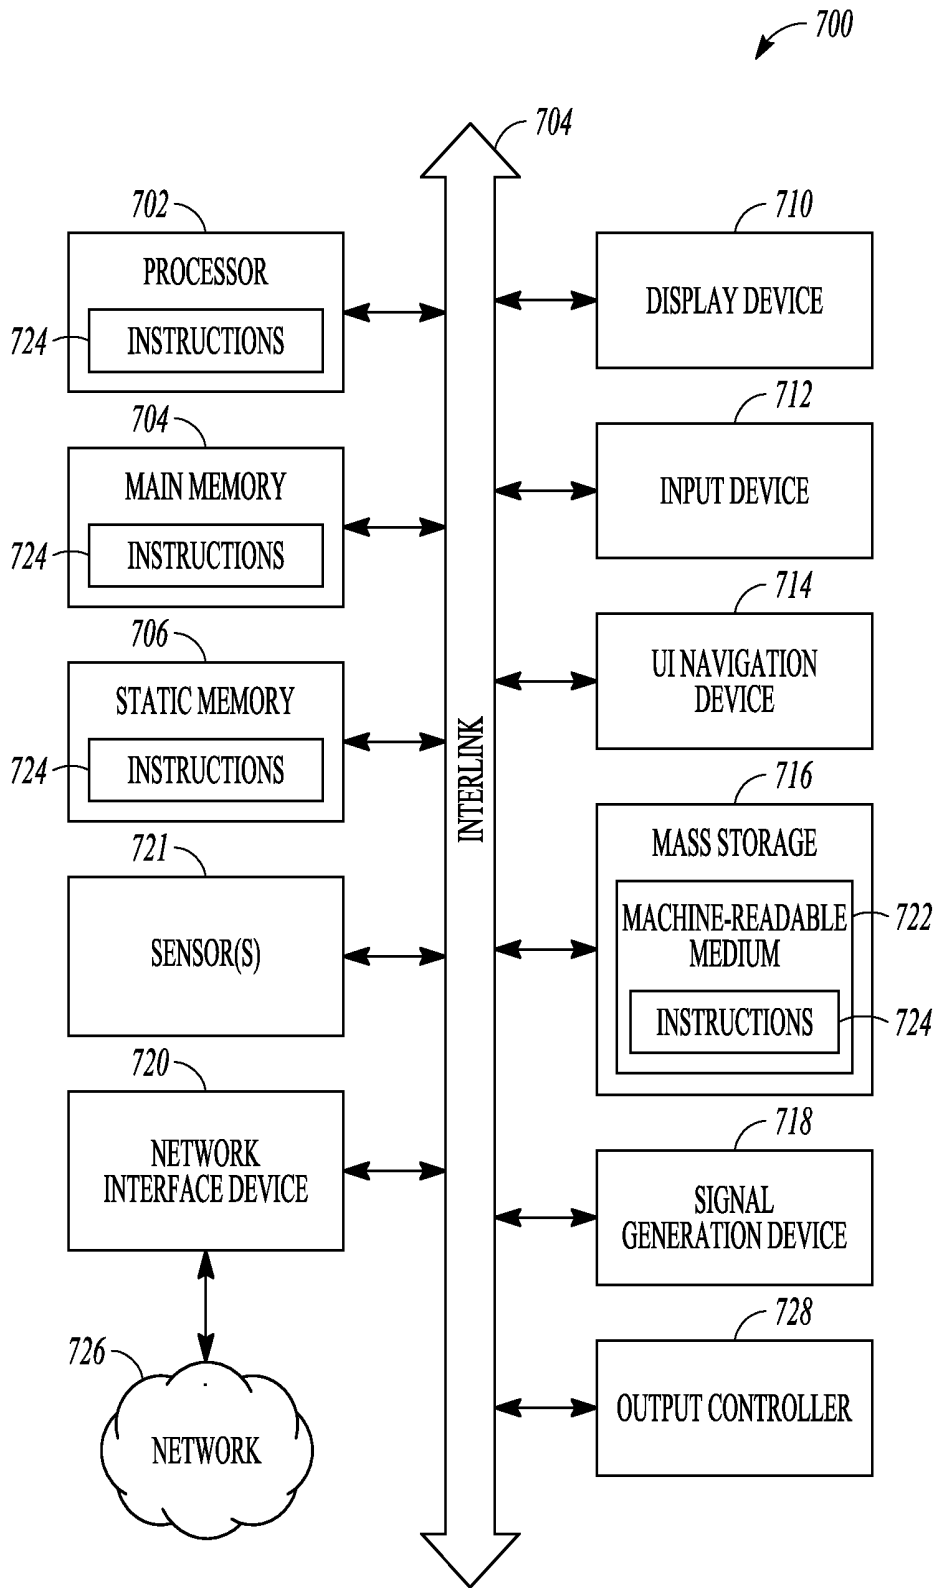 700
704
702
PROCESSOR
724
INSTRUCTIONS
704
MAIN MEMORY
724
INSTRUCTIONS
706
STATIC MEMORY
724
INSTRUCTIONS
721
SENSOR(S)
720
NETWORK
INTERFACE DEVICE
726
NETWORK
INTERLINK
710
DISPLAY DEVICE
712
INPUT DEVICE
714
UI NAVIGATION
DEVICE
716
MASS STORAGE
MACHINE-READABLE
MEDIUM
722
INSTRUCTIONS
724
718
SIGNAL
GENERATION DEVICE
728
OUTPUT CONTROLLER